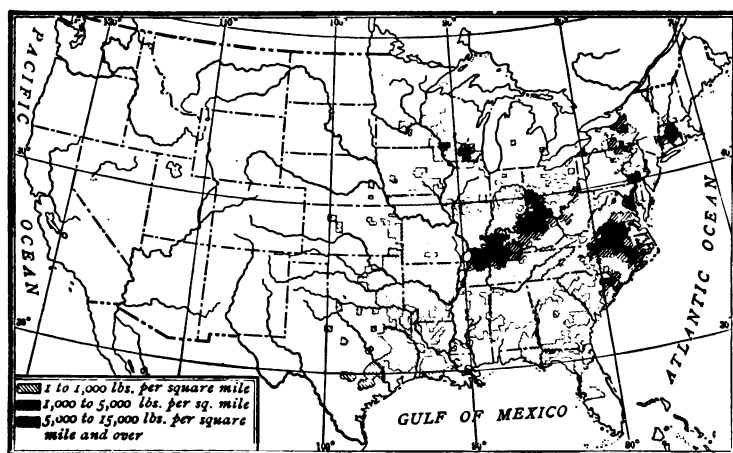 PACIFIC
OCEAN
ATLANTIC OCEAN
1 to 1,000 lbs. per square mile
1,000 to 5,000 lbs. per sq. mile
5,000 to 15,000 lbs. per square
mile and over
GULF OF MEXICO